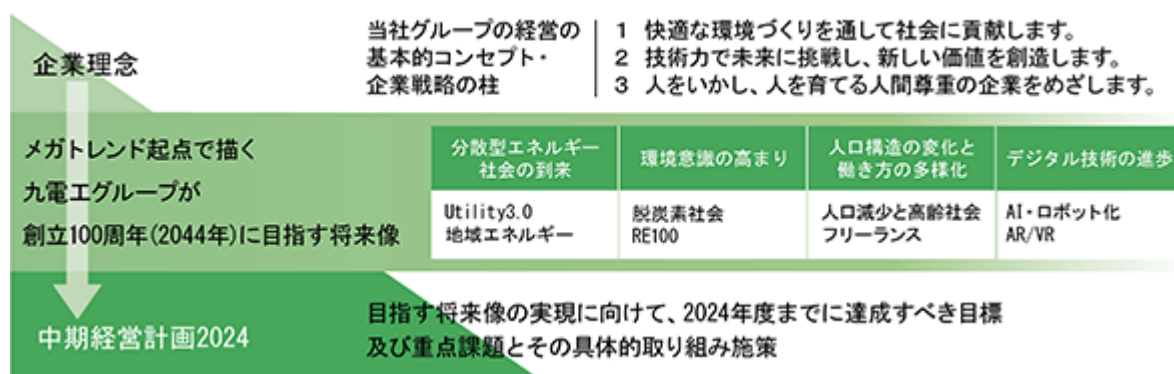 企業理念
当社グループの経営の
基本的コンセプト・
企業戦略の柱
1 快適な環境づくりを通して社会に貢献します。
2 技術力で未来に挑戦し、新しい価値を創造します。
3 人をいかし、人を育てる人間尊重の企業をめざします。
メガトレンド起点で描く
九電工グループが
創立100周年(2044年)に目指す将来像
分散型エネルギー
社会の到来
Utility3.0
地域エネルギー
環境意識の高まり
脱炭素社会
RE100
人口構造の変化と
働き方の多様化
人口減少と高齢社会
フリーランス
デジタル技術の進歩
AI・ロボット化
AR/VR
中期経営計画2024
目指す将来像の実現に向けて、2024年度までに達成すべき目標
及び重点課題とその具体的取り組み施策